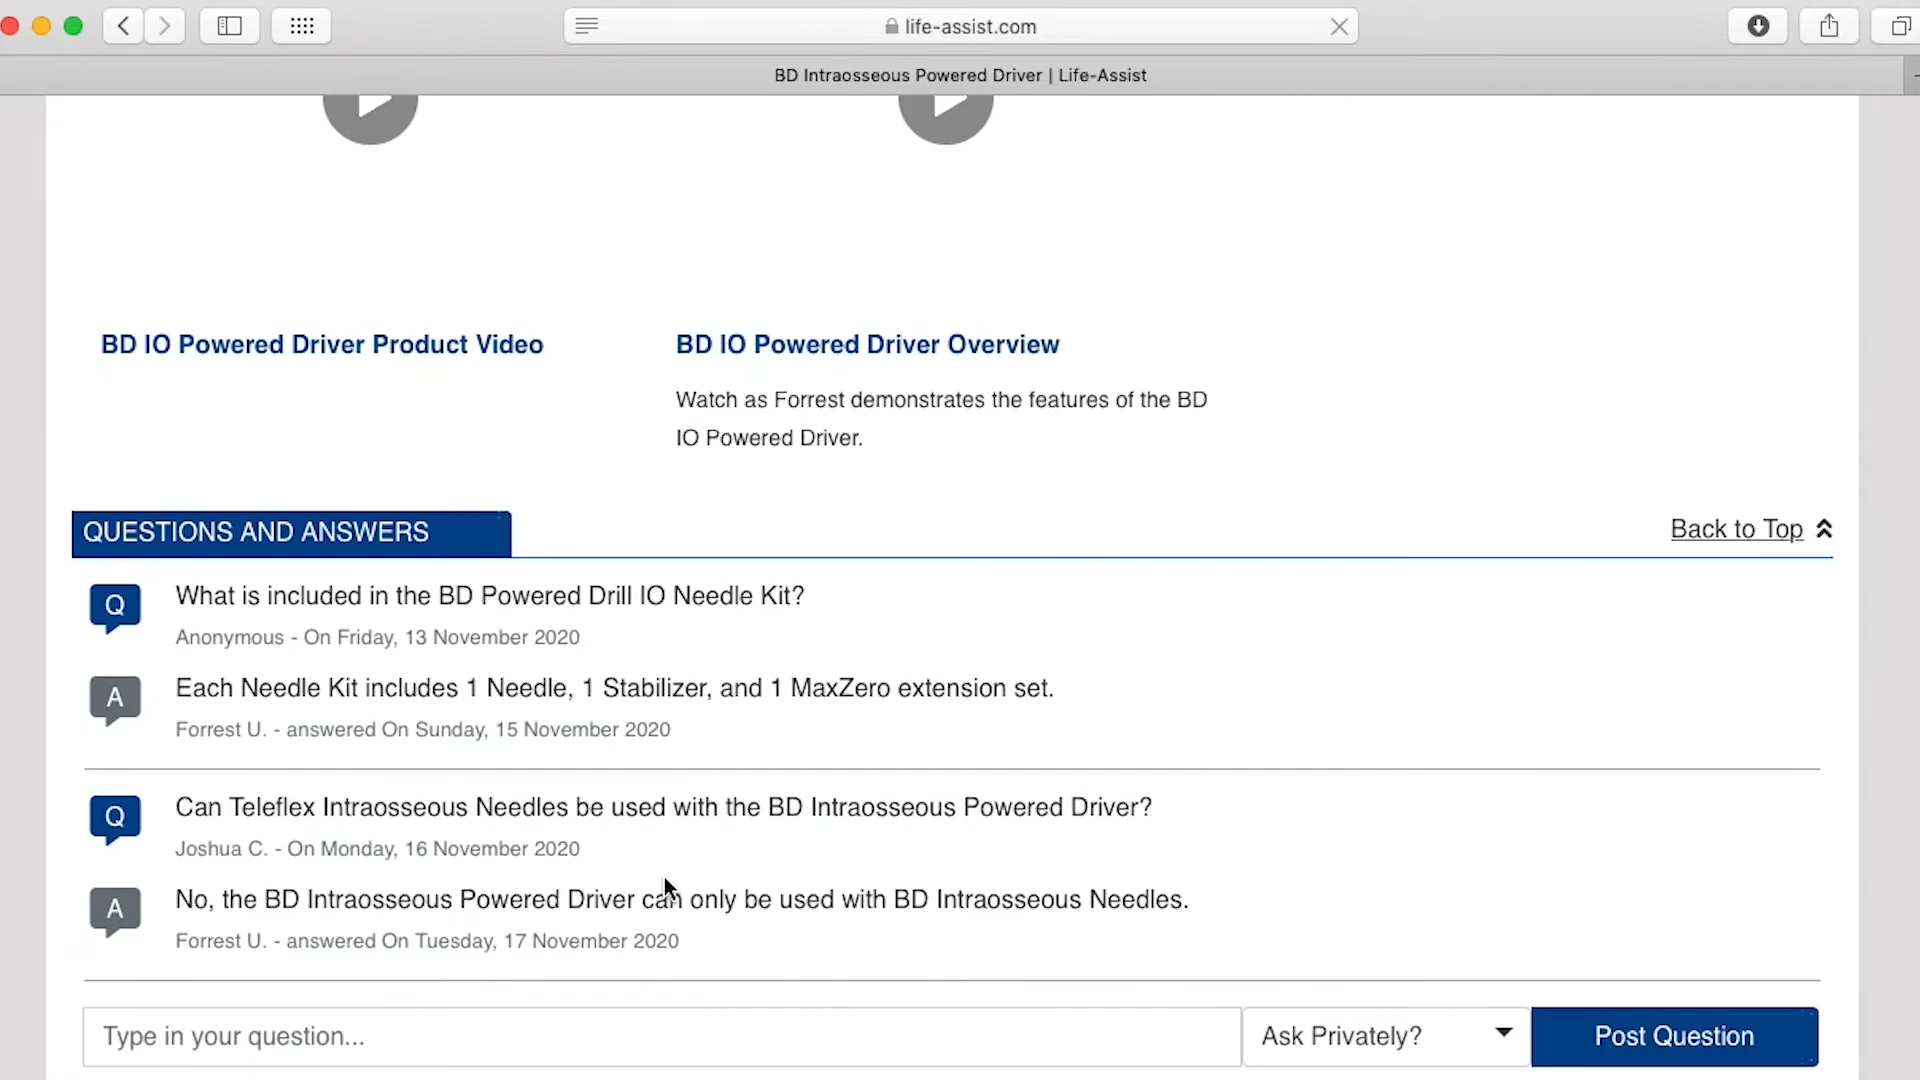 life-assist.com
BD Intraosseous Powered Driver | Life-Assist
BD IO Powered Driver Product Video
BD IO Powered Driver Overview
Watch as Forrest demonstrates the features of the BD
IO Powered Driver.
QUESTIONS AND ANSWERS
Back to Top
Q
What is included in the BD Powered Drill IO Needle Kit?
Anonymous - On Friday, 13 November 2020
A
Each Needle Kit includes 1 Needle, 1 Stabilizer, and 1 MaxZero extension set.
Forrest U. - answered On Sunday, 15 November 2020
Q
Can Teleflex Intraosseous Needles be used with the BD Intraosseous Powered Driver?
Joshua C. - On Monday, 16 November 2020
A
No, the BD Intraosseous Powered Driver can only be used with BD Intraosseous Needles.
Forrest U. - answered On Tuesday, 17 November 2020
Type in your question...
Ask Privately?
Post Question